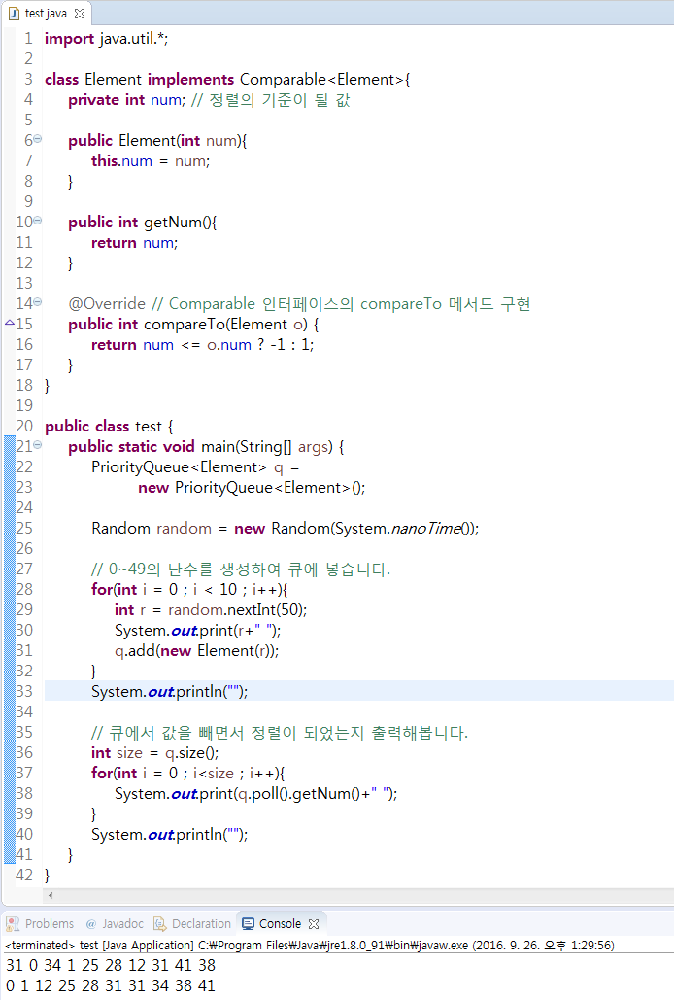 test.java
1 import java.util.*;
2
3 class Element implements Comparable<Element>{
4 private int num; // 정렬의 기준이 될 값
5
6 public Element(int num){
7 this.num = num;
8 }
9
10 public int getNum(){
11 return num;
12 }
13
14 @Override // Comparable 인터페이스의 compareTo 메서드 구현
15 public int compareTo(Element o) {
16 return num <= o.num ? -1 : 1;
17 }
18 }
19
20 public class test {
21 public static void main(String[] args) {
22 PriorityQueue<Element> q =
23 new PriorityQueue<Element>();
24
25 Random random = new Random(System.nanoTime());
26
27 // 0~49의 난수를 생성하여 큐에 넣습니다.
28 for(int i = 0 ; i < 10 ; i++){
29 int r = random.nextInt(50);
30 System.out.print(r+" ");
31 q.add(new Element(r));
32 }
33 System.out.println("");
34
35 // 큐에서 값을 빼면서 정렬이 되었는지 출력해봅니다.
36 int size = q.size();
37 for(int i = 0 ; i<size ; i++){
38 System.out.print(q.poll().getNum()+" ");
39 }
40 System.out.println("");
41 }
42 }
Problems @ Javadoc Declaration Console
<terminated> test [Java Application] C:₩Program Files₩Java₩jre1.8.0_91₩bin₩javaw.exe (2016. 9. 26. 오후 1:29:56)
31 0 34 1 25 28 12 31 41 38
0 1 12 25 28 31 31 34 38 41